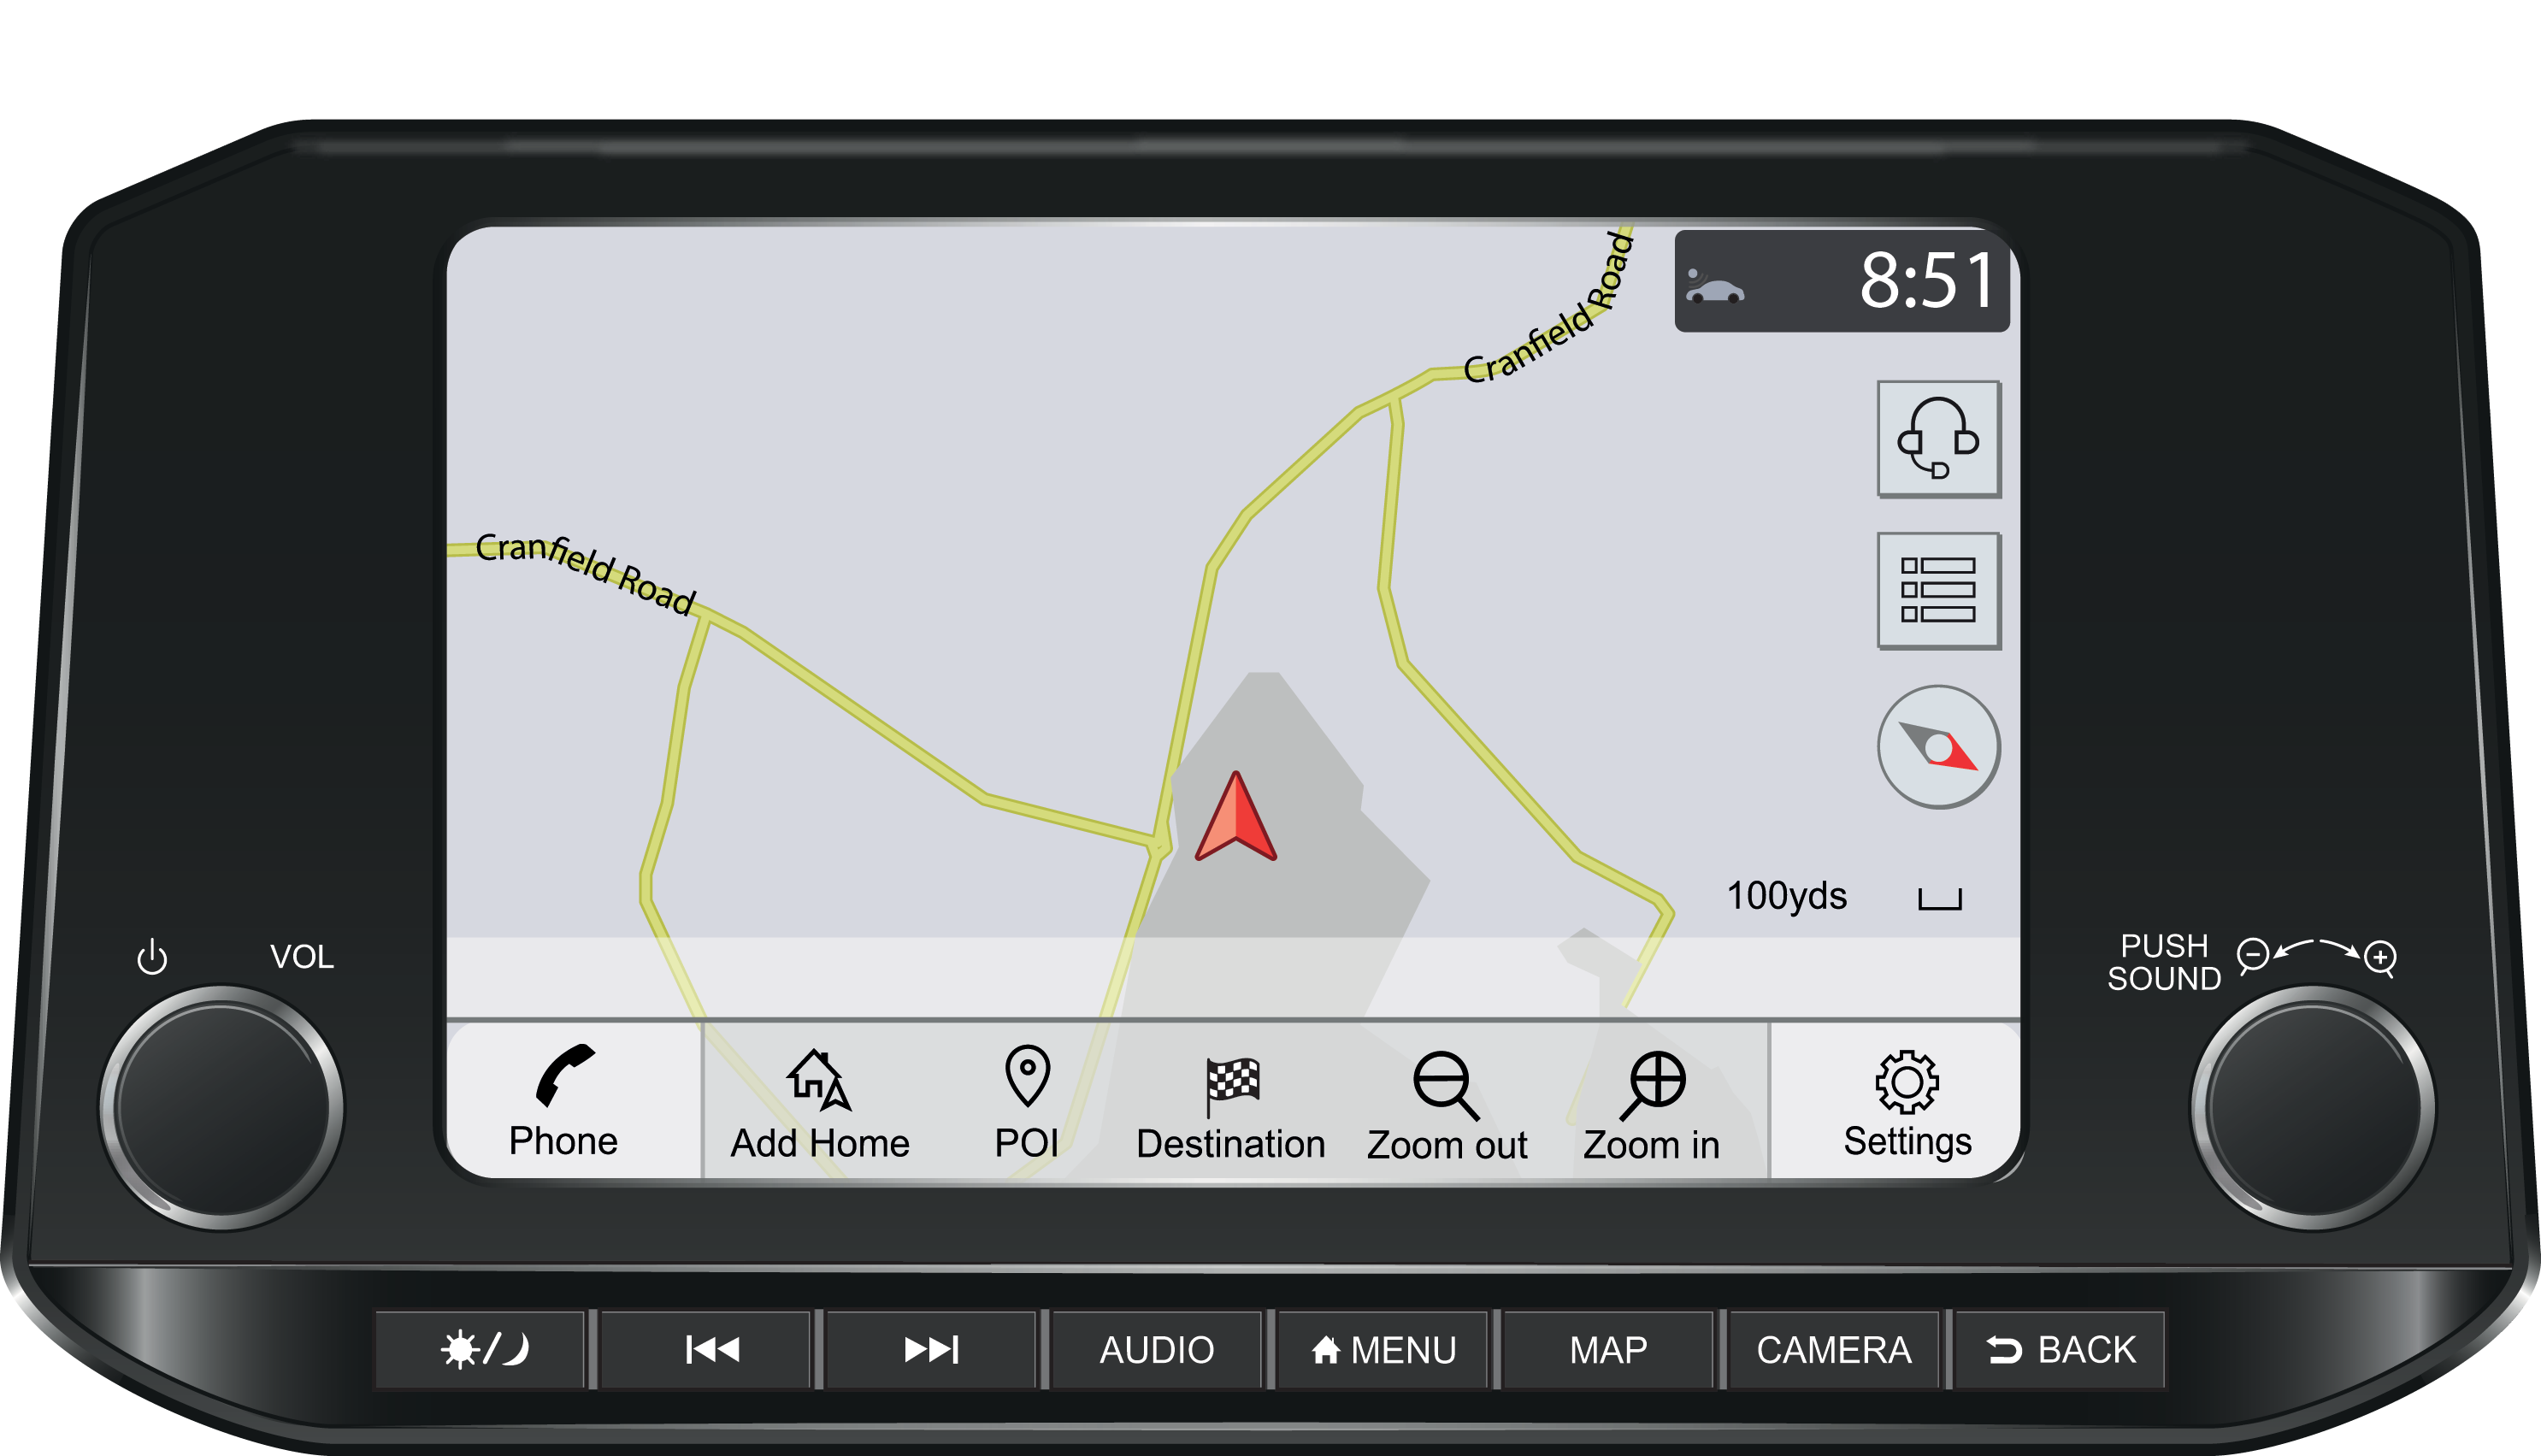 Cranfield Road
8:51
Cranfield Road
100yds
VOL
PUSH
SOUND
Phone
Add Home
POI
Destination
Zoom out
Zoom in
Settings
AUDIO
MENU
MAP
CAMERA
BACK